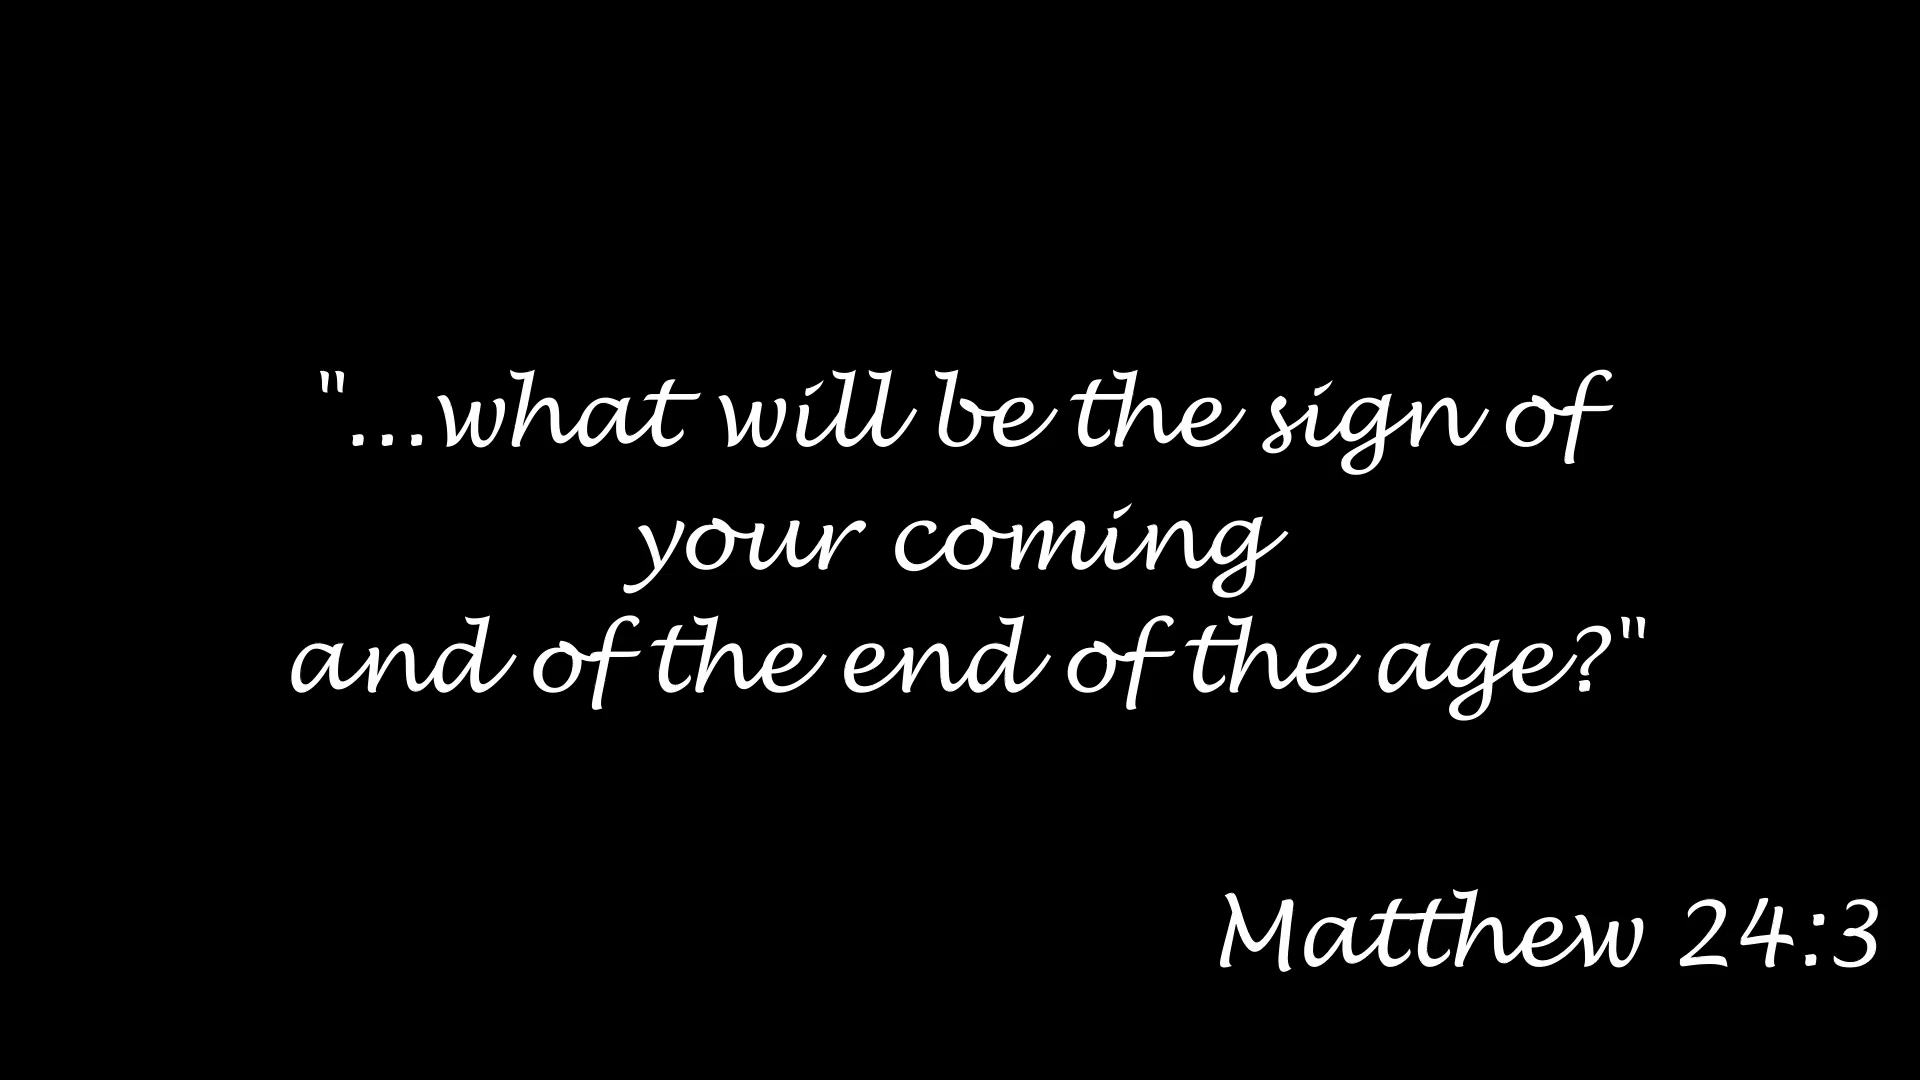 "...what will be the sign of
your coming
and of the end of the age?"
Matthew 24:3